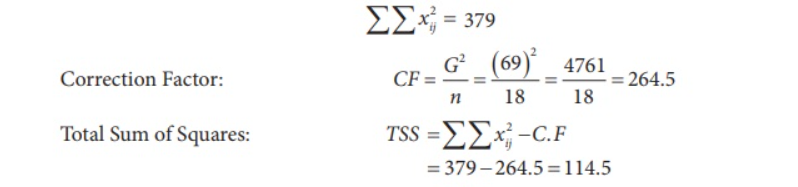 ∑∑x²ᵢⱼ = 379
Correction Factor: CF = G²/n = (69)²/18 = 4761/18 = 264.5
Total Sum of Squares: TSS = ∑∑x²ᵢⱼ – C.F
= 379 – 264.5 = 114.5